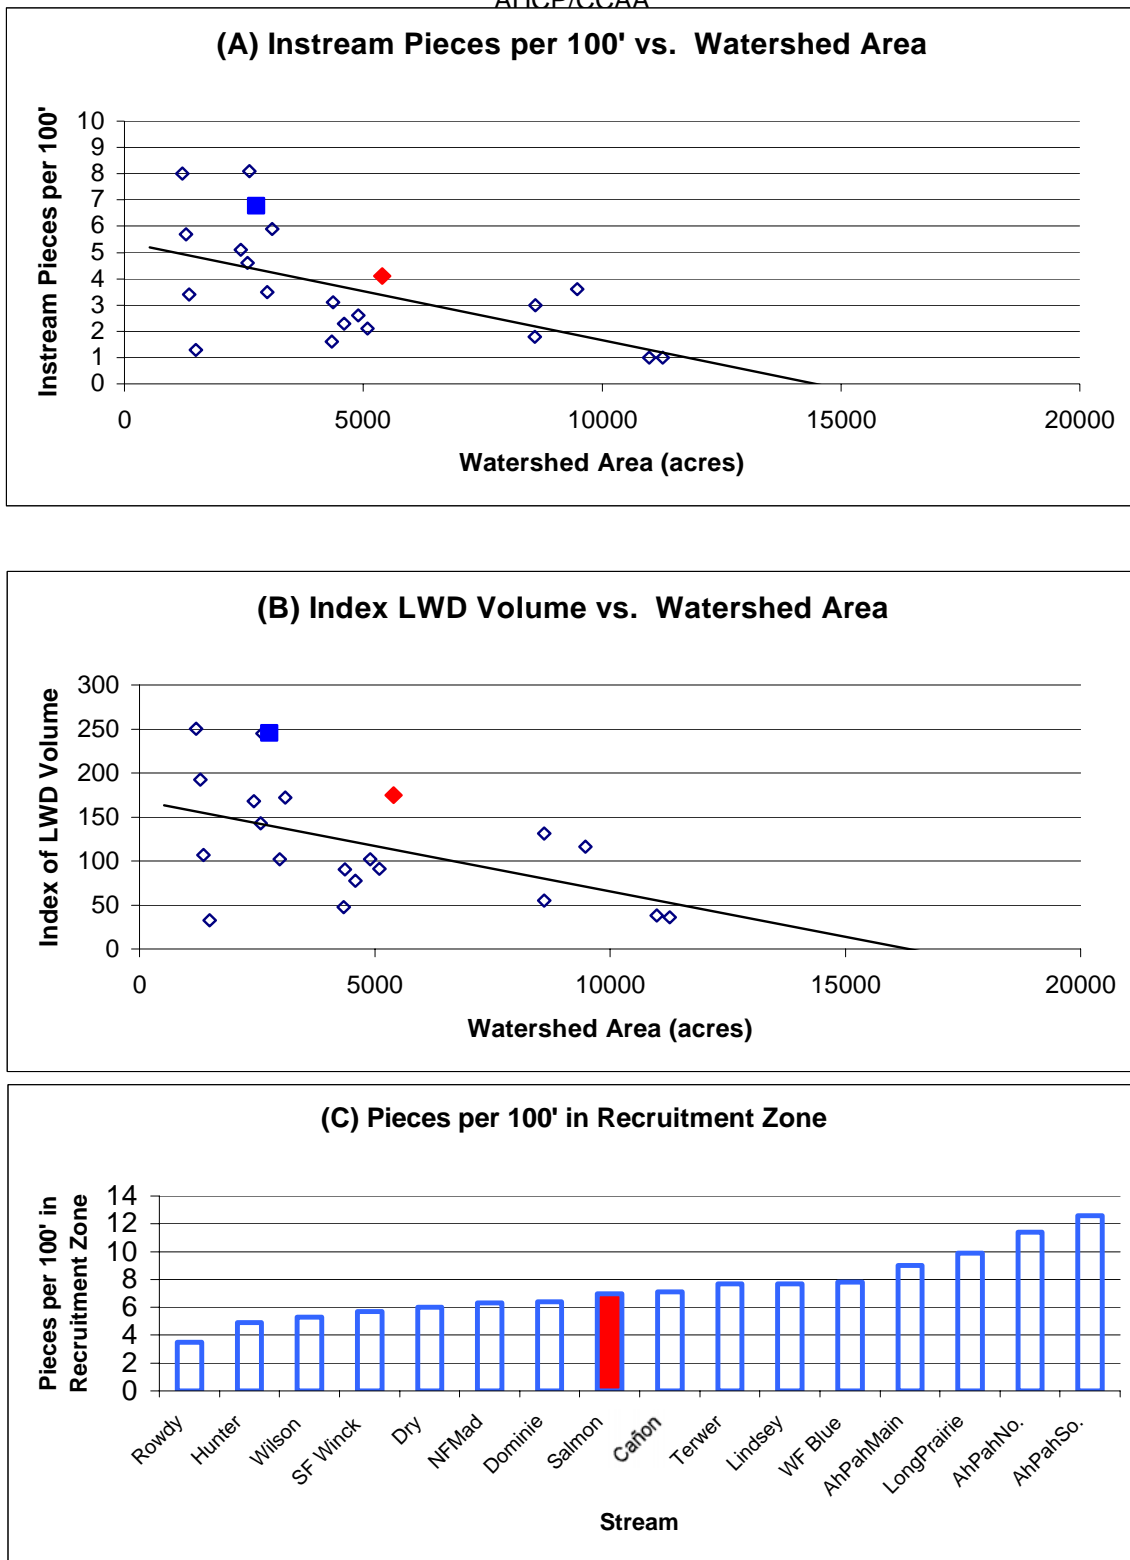 AHCP/CCAA
(A) Instream Pieces per 100' vs. Watershed Area
Instream Pieces per 100'
10
9
8
7
6
5
4
3
2
1
0
0 5000 10000 15000 20000
Watershed Area (acres)
(B) Index LWD Volume vs. Watershed Area
Index of LWD Volume
300
250
200
150
100
50
0
0 5000 10000 15000 20000
Watershed Area (acres)
(C) Pieces per 100' in Recruitment Zone
Pieces per 100' in
Recruitment Zone
14
12
10
8
6
4
2
0
Rowdy
Hunter
Wilson
SF Winck
Dry
NFMad
Dominie
Salmon
Cañon
Terwer
Lindsey
WF Blue
AhPahMain
LongPrairie
AhPahNo.
AhPahSo.
Stream